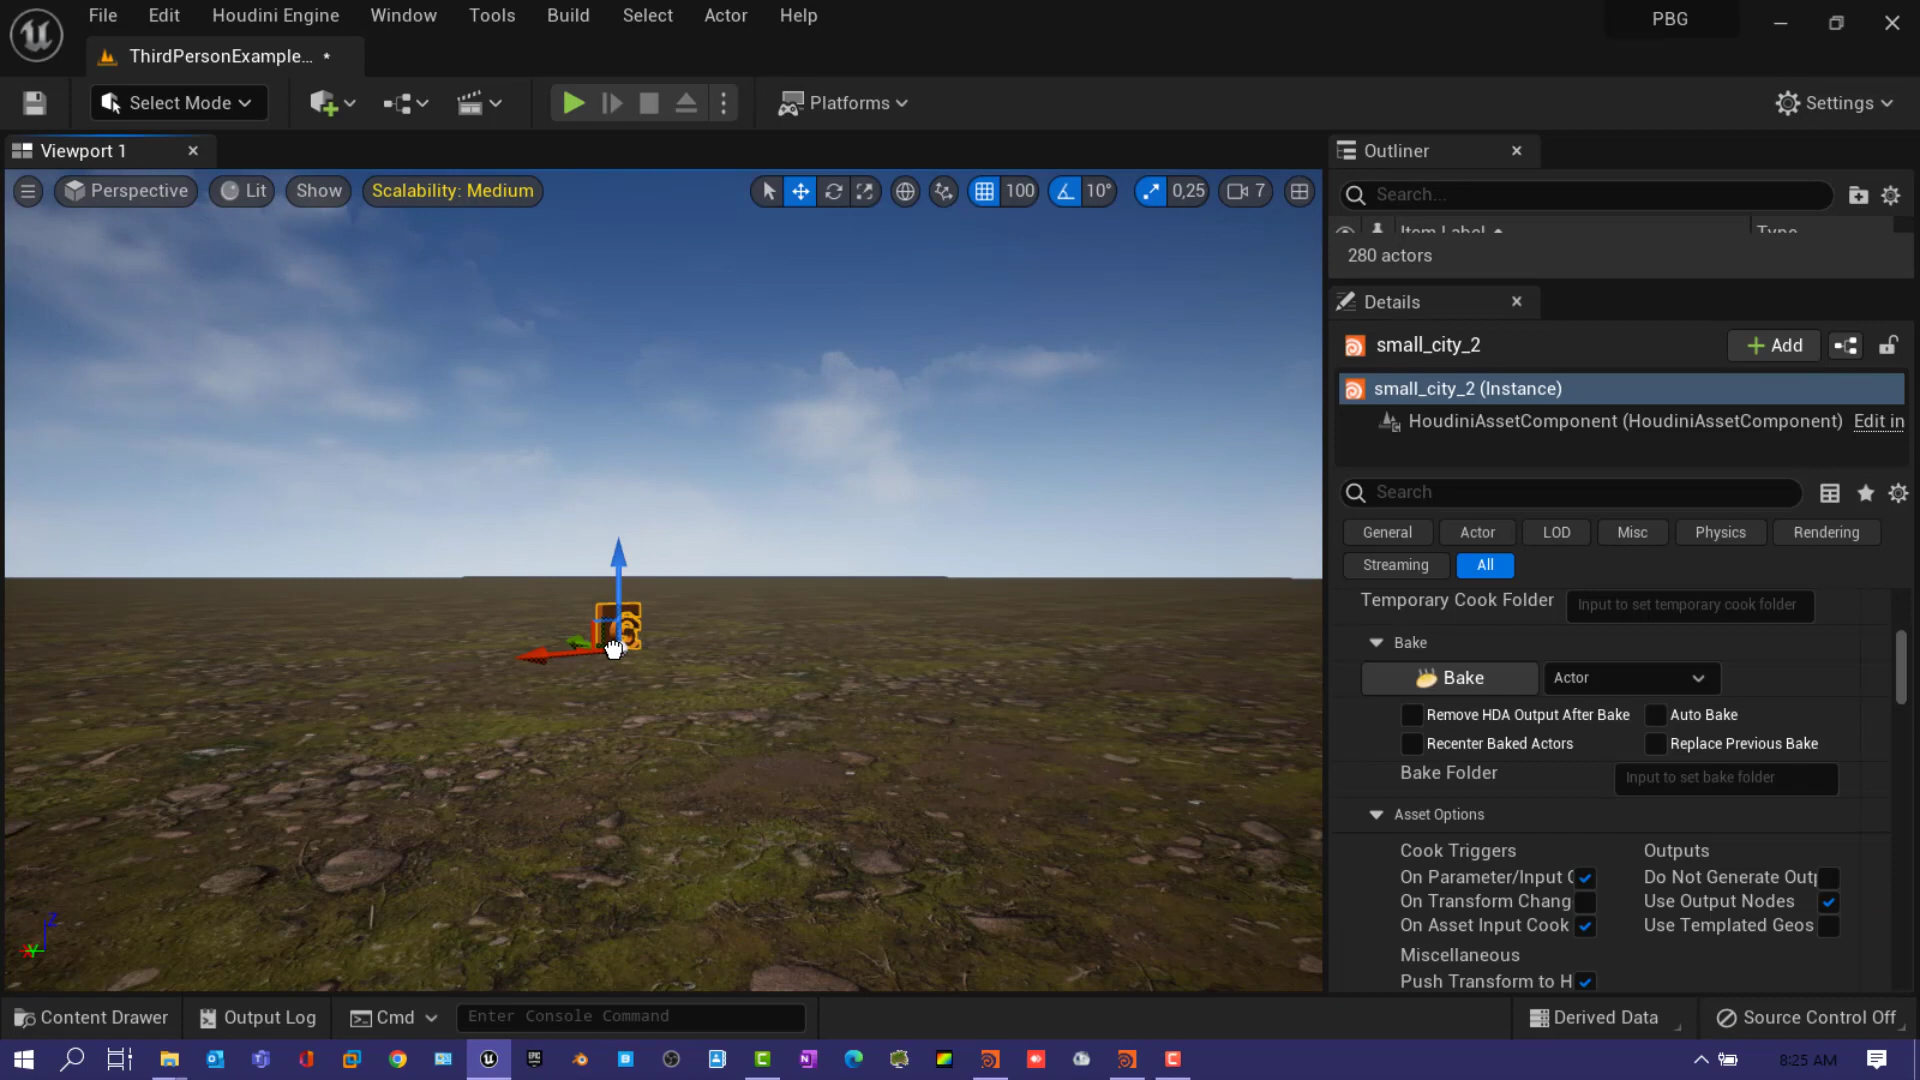 File Edit Houdini Engine Window Tools Build Select Actor Help
PBG
ThirdPersonExample... •
Select Mode
Platforms
Settings
Viewport 1
Outliner
Perspective
Lit
Show
Scalability: Medium
100
10°
0,25
7
Search...
Item Label
Type
280 actors
Details
small_city_2
Add
small_city_2 (Instance)
HoudiniAssetComponent (HoudiniAssetComponent) Edit in
Search
General Actor LOD Misc Physics Rendering
Streaming All
Temporary Cook Folder Input to set temporary cook folder
Bake
Bake Actor
Remove HDA Output After Bake Auto Bake
Recenter Baked Actors Replace Previous Bake
Bake Folder Input to set bake folder
Asset Options
Cook Triggers Outputs
On Parameter/Input C Do Not Generate Outp
On Transform Chang Use Output Nodes
On Asset Input Cook Use Templated Geos
Miscellaneous
Push Transform to H
Z
X Y
Content Drawer Output Log Cmd Enter Console Command Derived Data Source Control Off
8:25 AM